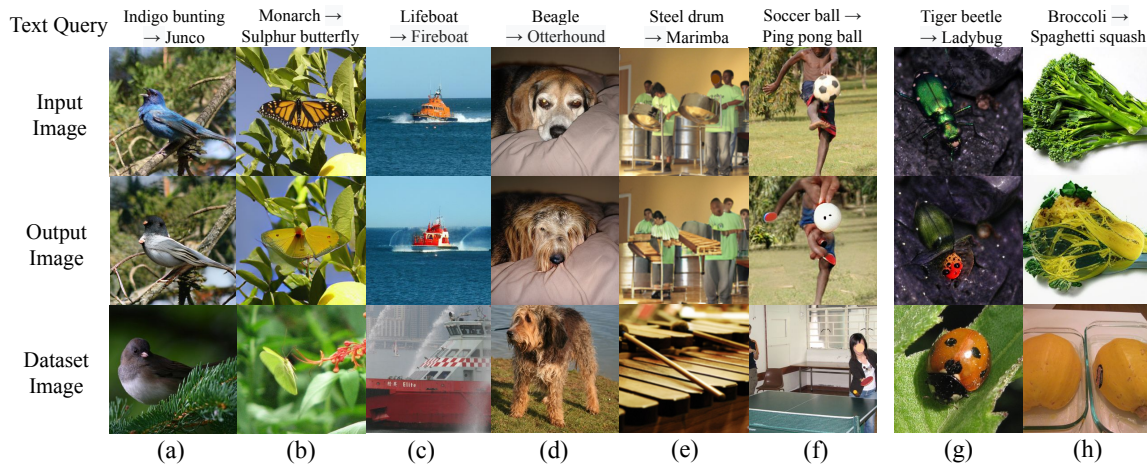 Text Query
Indigo bunting
→ Junco
Monarch →
Sulphur butterfly
Lifeboat
→ Fireboat
Beagle
→ Otterhound
Steel drum
→ Marimba
Soccer ball →
Ping pong ball
Tiger beetle
→ Ladybug
Broccoli →
Spaghetti squash
Input
Image
Output
Image
Dataset
Image
H K Elite
(a)
(b)
(c)
(d)
(e)
(f)
(g)
(h)